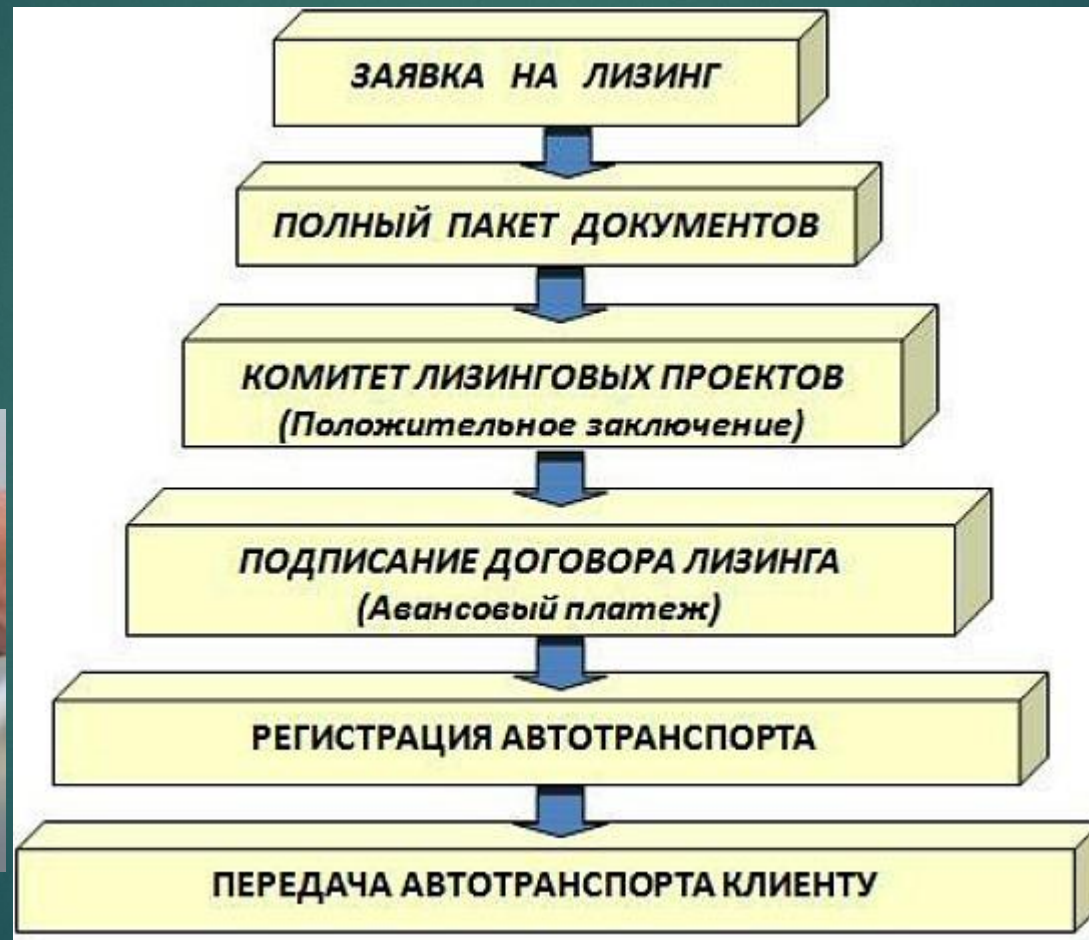 ЗАЯВКА НА ЛИЗИНГ
ПОЛНЫЙ ПАКЕТ ДОКУМЕНТОВ
КОМИТЕТ ЛИЗИНГОВЫХ ПРОЕКТОВ
(Положительное заключение)
ПОДПИСАНИЕ ДОГОВОРА ЛИЗИНГА
(Авансовый платеж)
РЕГИСТРАЦИЯ АВТОТРАНСПОРТА
ПЕРЕДАЧА АВТОТРАНСПОРТА КЛИЕНТУ